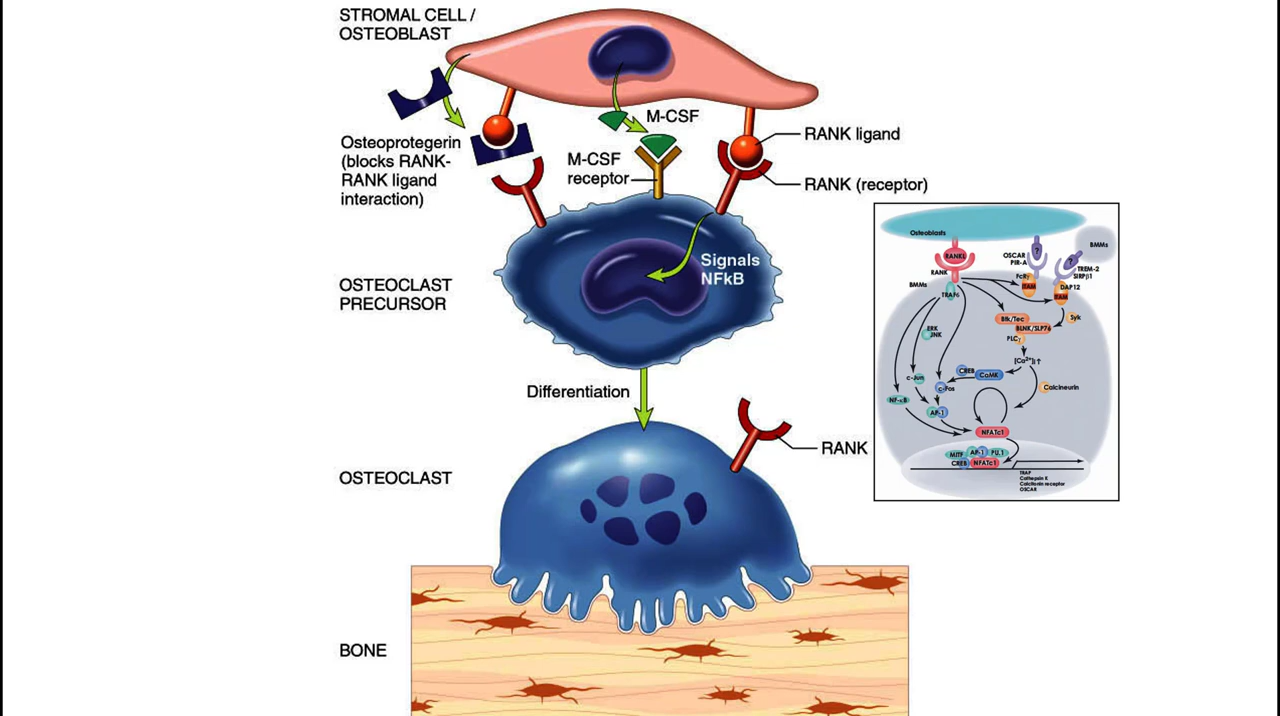 STROMAL CELL /
OSTEOBLAST
M-CSF
RANK ligand
Osteoprotegerin
(blocks RANK-
RANK ligand
interaction)
M-CSF
receptor
RANK (receptor)
Signals
NFkB
OSTEOCLAST
PRECURSOR
Differentiation
RANK
OSTEOCLAST
BONE
Osteoblasts
RANKL
?
?
BMMs
OSCAR
PIR-A
RANK
FcRγ
ITAM
TREM-2
SIRPβ1
BMMs
TRAF6
DAP12
ITAM
Btk/Tec
Syk
BLNK/SLP76
ERK
JNK
PLCγ
[Ca²⁺]i↑
CREB
CaMK
c-Jun
c-Fos
Calcineurin
NF-κB
AP-1
NFATc1
MITF
AP-1
PU.1
CREB
NFATc1
TRAP
Cathepsin K
Calcitonin receptor
OSCAR